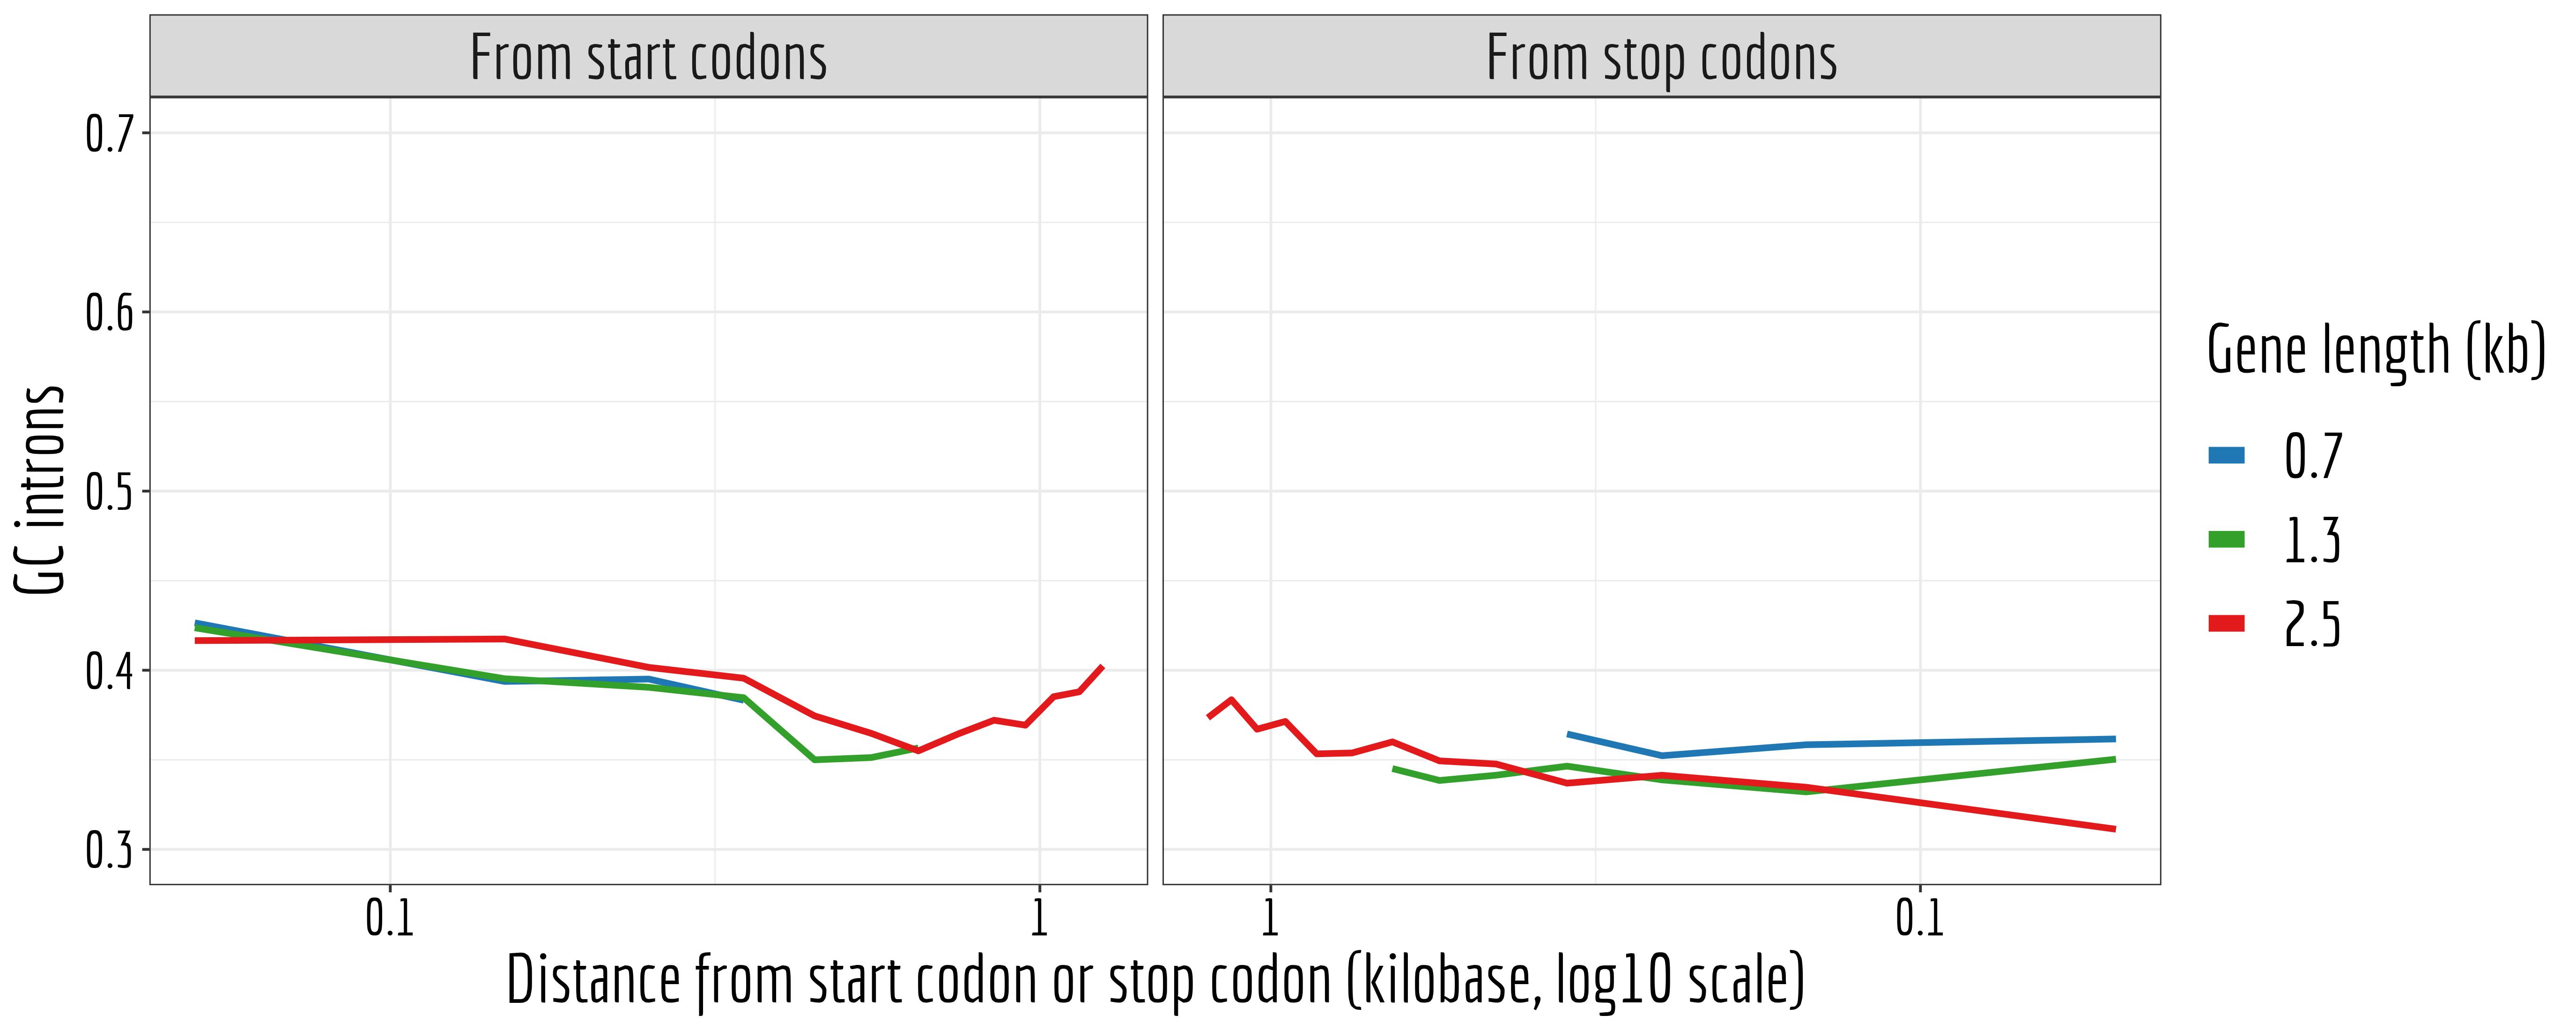 From start codons
From stop codons
0.7
0.6
0.5
0.4
0.3
GC introns
0.1
1
1
0.1
Distance from start codon or stop codon (kilobase, log10 scale)
Gene length (kb)
0.7
1.3
2.5